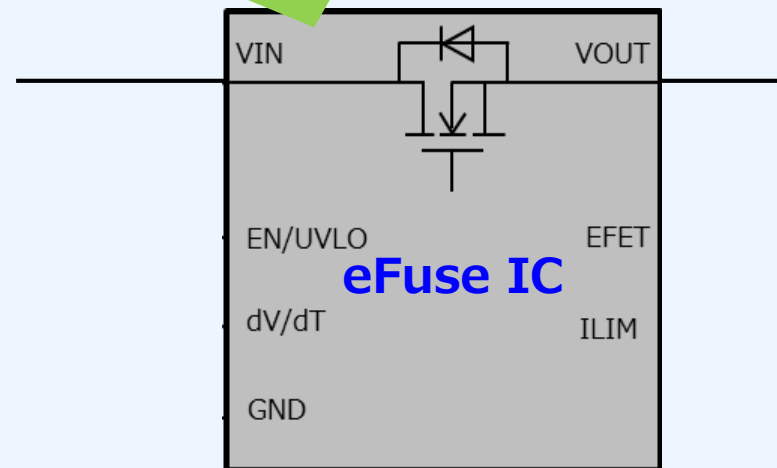 VIN
VOUT
EN/UVLO
EFET
eFuse IC
dV/dT
ILIM
GND